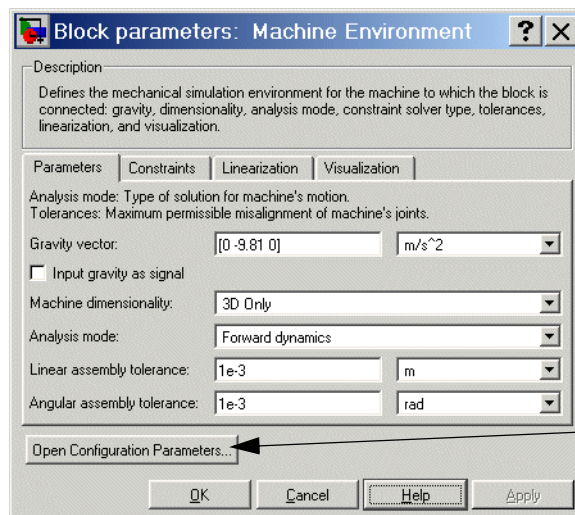 Block parameters: Machine Environment
Description
Defines the mechanical simulation environment for the machine to which the block is
connected: gravity, dimensionality, analysis mode, constraint solver type, tolerances,
linearization, and visualization.
Parameters Constraints Linearization Visualization
Analysis mode: Type of solution for machine's motion.
Tolerances: Maximum permissible misalignment of machine's joints.
Gravity vector: [0 -9.81 0] m/s^2
Input gravity as signal
Machine dimensionality: 3D Only
Analysis mode: Forward dynamics
Linear assembly tolerance: 1e-3 m
Angular assembly tolerance: 1e-3 rad
Open Configuration Parameters...
OK Cancel Help Apply